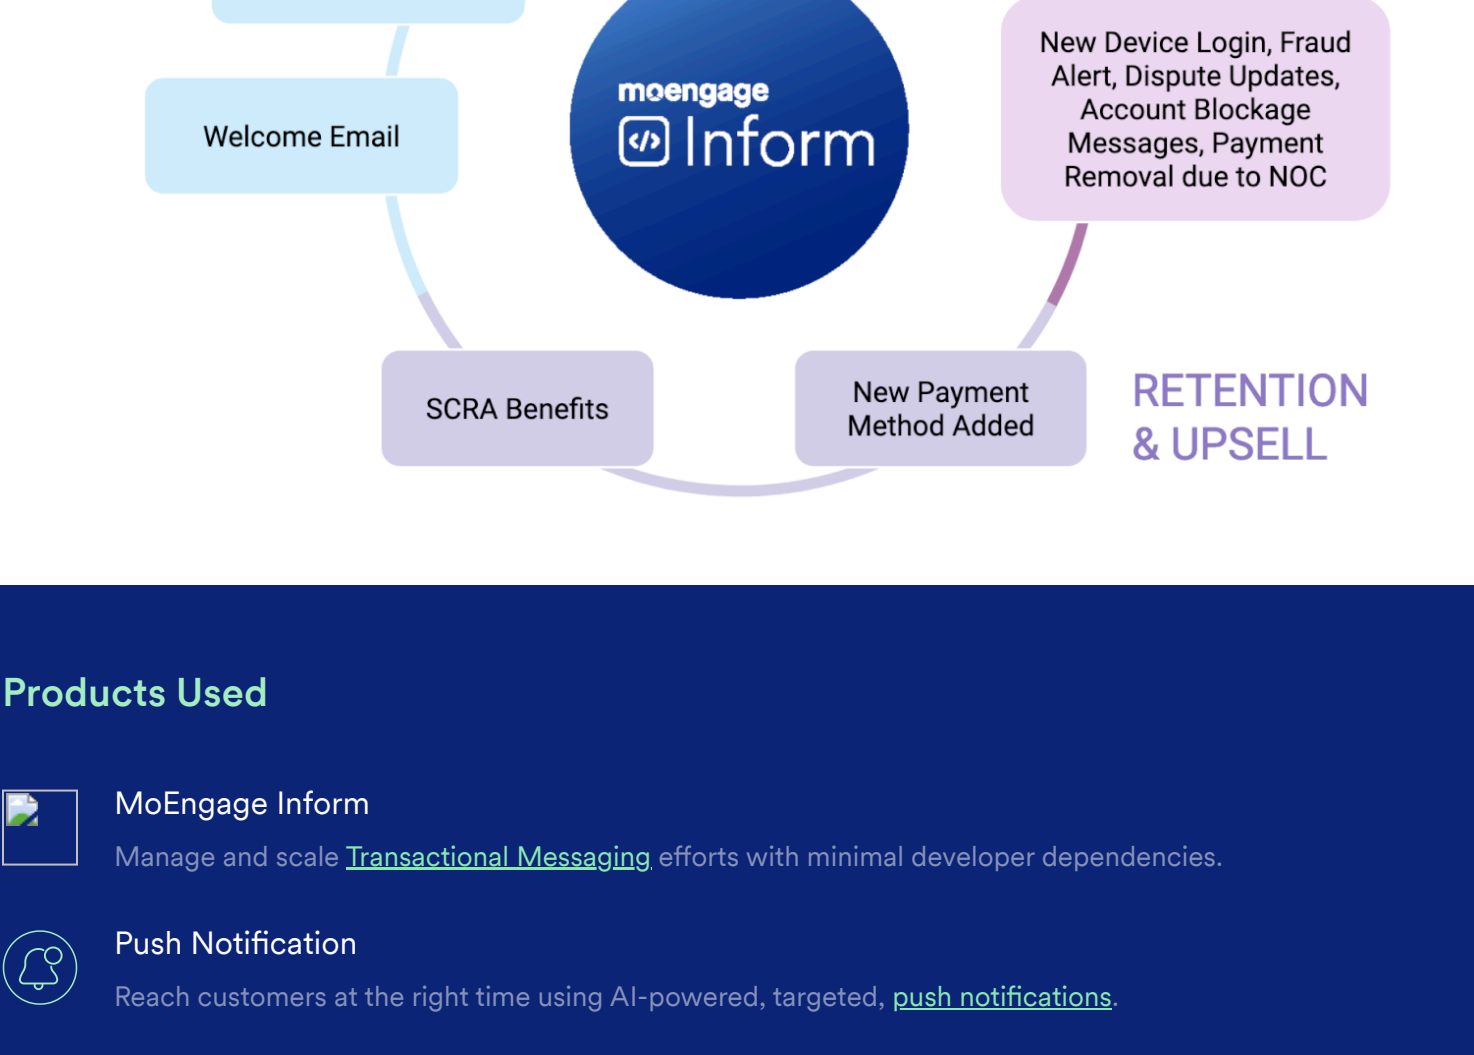 moengage
</> Inform
Welcome Email
New Device Login, Fraud
Alert, Dispute Updates,
Account Blockage
Messages, Payment
Removal due to NOC
SCRA Benefits
New Payment
Method Added
RETENTION
& UPSELL
Products Used
MoEngage Inform
Manage and scale Transactional Messaging efforts with minimal developer dependencies.
Push Notification
Reach customers at the right time using AI-powered, targeted, push notifications.